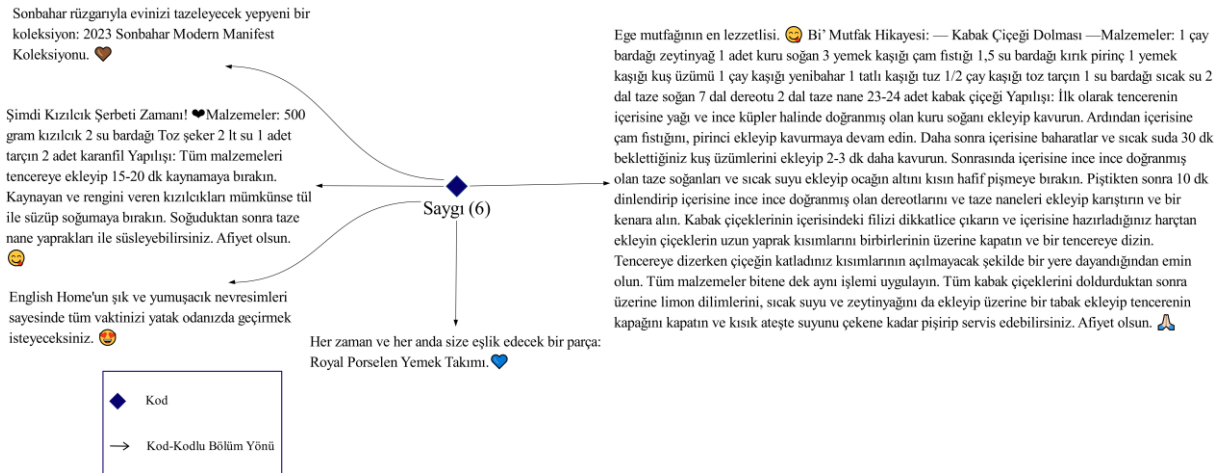 Sonbahar rüzgarıyla evinizi tazeleyecek yepyeni bir
koleksiyon: 2023 Sonbahar Modern Manifest
Koleksiyonu. 🤎
Şimdi Kızılcık Şerbeti Zamanı! ❤Malzemeler: 500
gram kızılcık 2 su bardağı Toz şeker 2 lt su 1 adet
tarçın 2 adet karanfil Yapılışı: Tüm malzemeleri
tencereye ekleyip 15-20 dk kaynamaya bırakın.
Kaynayan ve rengini veren kızılcıkları mümkünse tül
ile süzüp soğumaya bırakın. Soğuduktan sonra taze
nane yaprakları ile süsleyebilirsiniz. Afiyet olsun.
😋
English Home'un şık ve yumuşacık nevresimleri
sayesinde tüm vaktinizi yatak odanızda geçirmek
isteyeceksiniz. 😍
Saygı (6)
Her zaman ve her anda size eşlik edecek bir parça:
Royal Porselen Yemek Takımı.💙
Ege mutfağının en lezzetlisi. 😋 Bi’ Mutfak Hikayesi: — Kabak Çiçeği Dolması —Malzemeler: 1 çay
bardağı zeytinyağ 1 adet kuru soğan 3 yemek kaşığı çam fıstığı 1,5 su bardağı kırık pirinç 1 yemek
kaşığı kuş üzümü 1 çay kaşığı yenibahar 1 tatlı kaşığı tuz 1/2 çay kaşığı toz tarçın 1 su bardağı sıcak su 2
dal taze soğan 7 dal dereotu 2 dal taze nane 23-24 adet kabak çiçeği Yapılışı: İlk olarak tencerenin
içerisine yağı ve ince küpler halinde doğranmış olan kuru soğanı ekleyip kavurun. Ardından içerisine
çam fıstığını, pirinci ekleyip kavurmaya devam edin. Daha sonra içerisine baharatlar ve sıcak suda 30 dk
beklettiğiniz kuş üzümlerini ekleyip 2-3 dk daha kavurun. Sonrasında içerisine ince ince doğranmış
olan taze soğanları ve sıcak suyu ekleyip ocağın altını kısın hafif pişmeye bırakın. Piştikten sonra 10 dk
dinlendirip içerisine ince ince doğranmış olan dereotlarını ve taze naneleri ekleyip karıştırın ve bir
kenara alın. Kabak çiçeklerinin içerisindeki filizi dikkatlice çıkarın ve içerisine hazırladığınız harçtan
ekleyin çiçeklerin uzun yaprak kısımlarını birbirlerinin üzerine kapatın ve bir tencereye dizin.
Tencereye dizerken çiçeğin katladınız kısımlarının açılmayacak şekilde bir yere dayandığından emin
olun. Tüm malzemeler bitene dek aynı işlemi uygulayın. Tüm kabak çiçeklerini doldurduktan sonra
üzerine limon dilimlerini, sıcak suyu ve zeytinyağını da ekleyip üzerine bir tabak ekleyip tencerenin
kapağını kapatın ve kısık ateşte suyunu çekene kadar pişirip servis edebilirsiniz. Afiyet olsun. 🙏🏻
Kod
Kod-Kodlu Bölüm Yönü